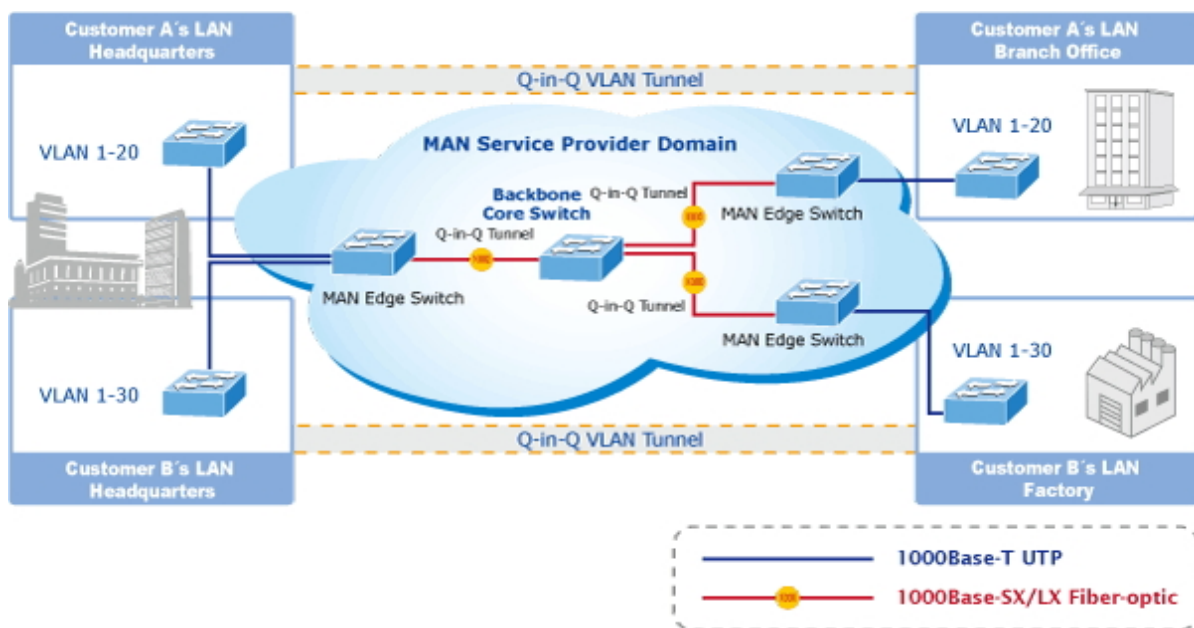 Customer A´s LAN
Headquarters
Customer A´s LAN
Branch Office
Q-in-Q VLAN Tunnel
VLAN 1-20
VLAN 1-20
MAN Service Provider Domain
Q-in-Q Tunnel
MAN Edge Switch
Backbone
Core Switch
Q-in-Q Tunnel
MAN Edge Switch
Q-in-Q Tunnel
MAN Edge Switch
VLAN 1-30
VLAN 1-30
Q-in-Q VLAN Tunnel
Customer B´s LAN
Headquarters
Customer B´s LAN
Factory
1000Base-T UTP
1000Base-SX/LX Fiber-optic